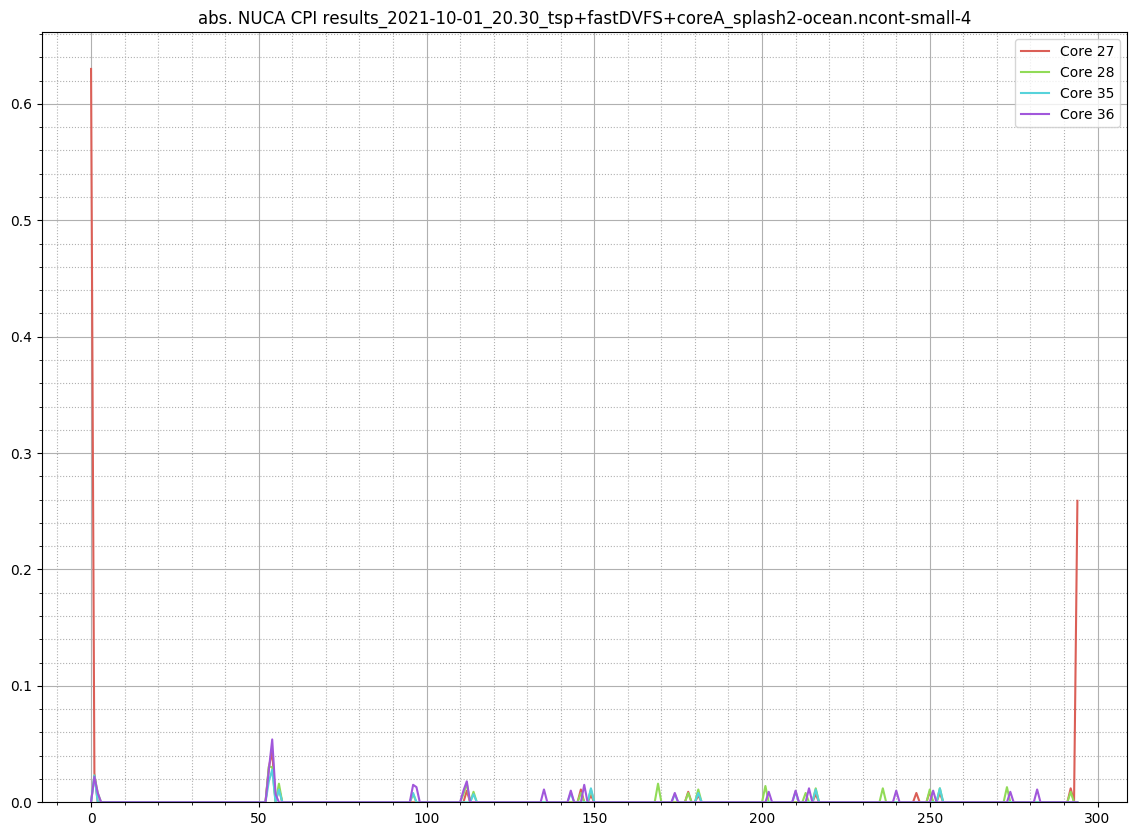 abs. NUCA CPI results_2021-10-01_20.30_tsp+fastDVFS+coreA_splash2-ocean.ncont-small-4
Core 27
Core 28
Core 35
Core 36
0.6
0.5
0.4
0.3
0.2
0.1
0.0
0 50 100 150 200 250 300